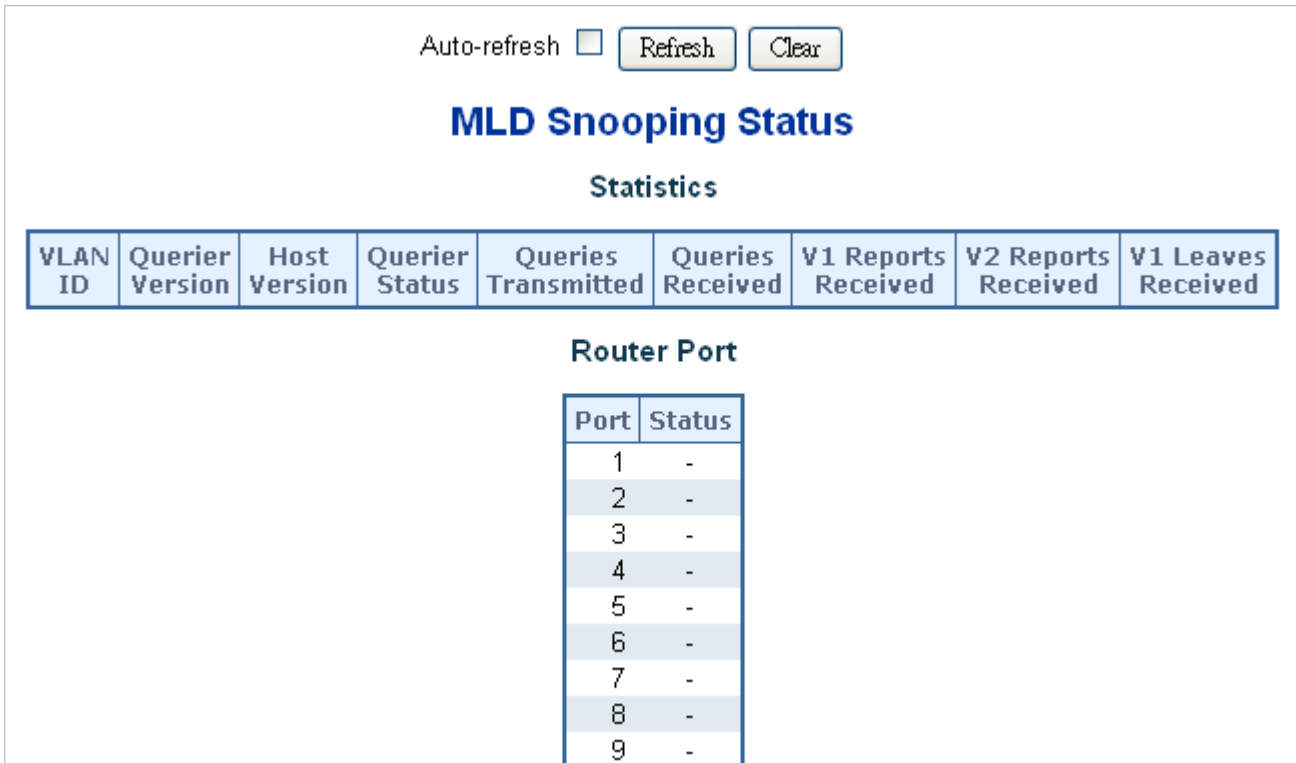 Auto-refresh Refresh Clear
MLD Snooping Status
Statistics
VLAN ID Querier Version Host Version Querier Status Queries Transmitted Queries Received V1 Reports Received V2 Reports Received V1 Leaves Received
Router Port
Port Status
1 -
2 -
3 -
4 -
5 -
6 -
7 -
8 -
9 -